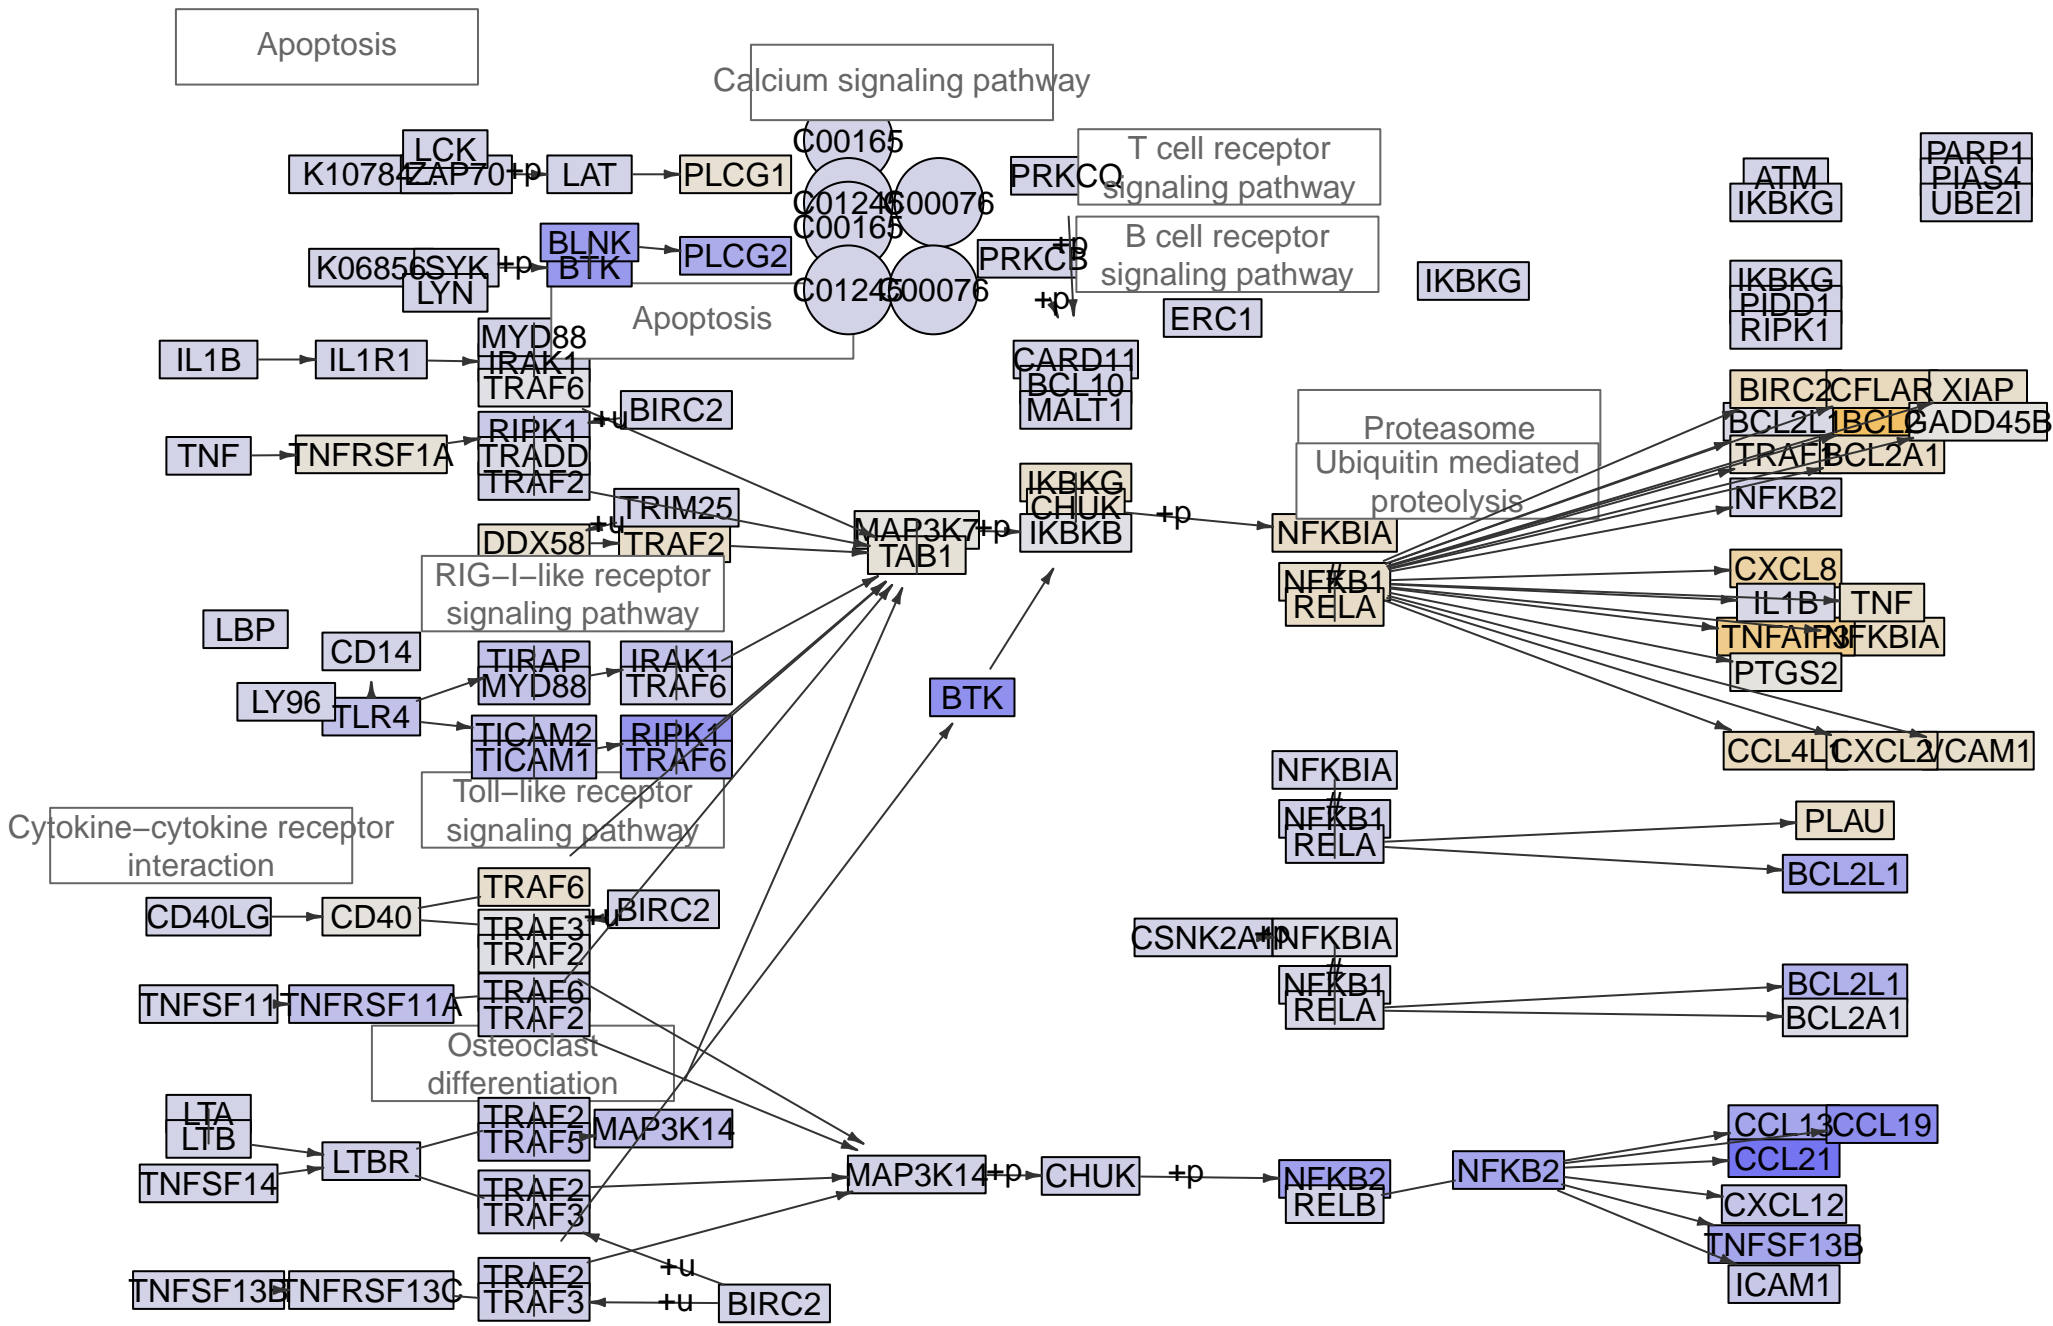 Apoptosis
Calcium signaling pathway
LCK
K10784
ZAP70
+p
LAT
PLCG1
C00165
C01246
C00076
C00165
PRKCQ
T cell receptor
signaling pathway
ATM
IKBKG
PARP1
PIAS4
UBE2I
BLNK
BTK
PLCG2
K06856
SYK
LYN
+p
C01245
C00076
PRKCB
+p
+p
B cell receptor
signaling pathway
ERC1
IKBKG
IKBKG
PIDD1
RIPK1
Apoptosis
IL1B
IL1R1
MYD88
IRAK1
TRAF6
CARD11
BCL10
MALT1
BIRC2
+u
TNF
TNFRSF1A
RIPK1
TRADD
TRAF2
Proteasome
Ubiquitin mediated
proteolysis
BIRC2
CFLAR
XIAP
BCL2L1
BCL2
GADD45B
TRAF1
BCL2A1
NFKB2
TRIM25
+u
DDX58
TRAF2
MAP3K7
TAB1
+p
IKBKG
CHUK
IKBKB
+p
NFKBIA
NFKB1
RELA
RIG−I−like receptor
signaling pathway
CXCL8
IL1B
TNF
TNFAIP3
NFKBIA
PTGS2
LBP
CD14
LY96
TLR4
TIRAP
MYD88
IRAK1
TRAF6
TICAM2
TICAM1
RIPK1
TRAF6
BTK
CCL4L1
CXCL2
VCAM1
Toll−like receptor
signaling pathway
Cytokine−cytokine receptor
interaction
NFKBIA
NFKB1
RELA
PLAU
BCL2L1
CD40LG
CD40
TRAF6
TRAF3
TRAF2
+u
BIRC2
CSNK2A1
+p
NFKBIA
NFKB1
RELA
BCL2L1
BCL2A1
TNFSF11
TNFRSF11A
TRAF6
TRAF2
Osteoclast
differentiation
LTA
LTB
TNFSF14
LTBR
TRAF2
TRAF5
MAP3K14
TRAF2
TRAF3
MAP3K14
+p
CHUK
+p
NFKB2
RELB
NFKB2
CCL13
CCL19
CCL21
CXCL12
TNFSF13B
ICAM1
TNFSF13B
TNFRSF13C
TRAF2
TRAF3
+u
+u
BIRC2